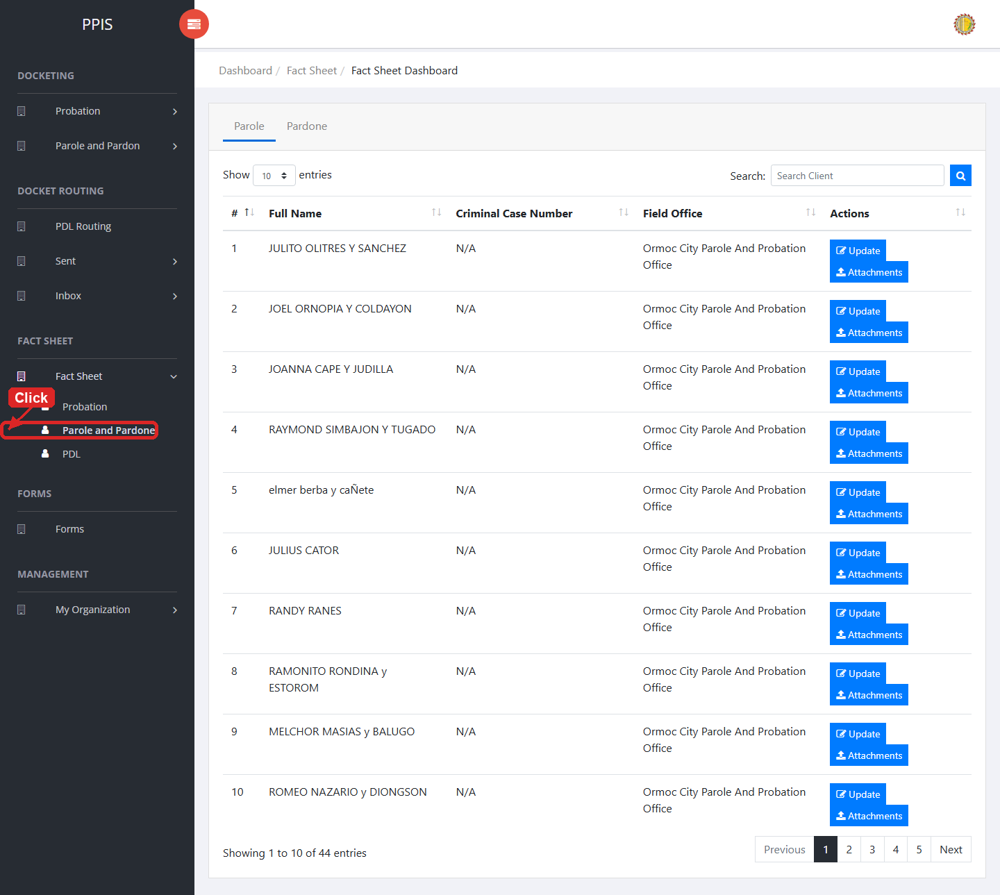 PPIS
DOCKETING
Probation
Parole and Pardon
DOCKET ROUTING
PDL Routing
Sent
Inbox
FACT SHEET
Fact Sheet
Click
Probation
Parole and Pardone
PDL
FORMS
Forms
MANAGEMENT
My Organization
Dashboard / Fact Sheet / Fact Sheet Dashboard
Parole Pardone
Show 10 entries Search: Search Client
# Full Name Criminal Case Number Field Office Actions
1 JULITO OLITRES Y SANCHEZ N/A Ormoc City Parole And Probation Update
Office Attachments
2 JOEL ORNOPIA Y COLDAYON N/A Ormoc City Parole And Probation Update
Office Attachments
3 JOANNA CAPE Y JUDILLA N/A Ormoc City Parole And Probation Update
Office Attachments
4 RAYMOND SIMBAJON Y TUGADO N/A Ormoc City Parole And Probation Update
Office Attachments
5 elmer berba y caÑete N/A Ormoc City Parole And Probation Update
Office Attachments
6 JULIUS CATOR N/A Ormoc City Parole And Probation Update
Office Attachments
7 RANDY RANES N/A Ormoc City Parole And Probation Update
Office Attachments
8 RAMONITO RONDINA y N/A Ormoc City Parole And Probation Update
ESTOROM Office Attachments
9 MELCHOR MASIAS y BALUGO N/A Ormoc City Parole And Probation Update
Office Attachments
10 ROMEO NAZARIO y DIONGSON N/A Ormoc City Parole And Probation Update
Office Attachments
Showing 1 to 10 of 44 entries Previous 1 2 3 4 5 Next